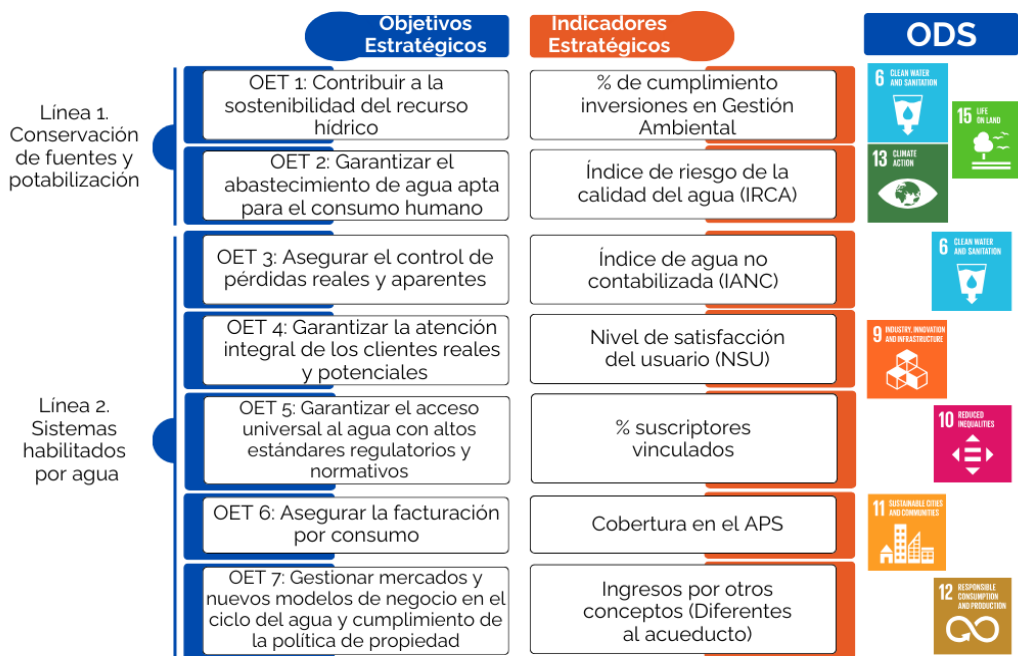 Objetivos
Estratégicos
Indicadores
Estratégicos
ODS
Línea 1.
Conservación
de fuentes y
potabilización
OET 1: Contribuir a la
sostenibilidad del recurso
hídrico
% de cumplimiento
inversiones en Gestión
Ambiental
6 CLEAN WATER
AND SANITATION
15 LIFE
ON LAND
OET 2: Garantizar el
abastecimiento de agua apta
para el consumo humano
Índice de riesgo de la
calidad del agua (IRCA)
13 CLIMATE
ACTION
Línea 2.
Sistemas
habilitados
por agua
OET 3: Asegurar el control de
pérdidas reales y aparentes
Índice de agua no
contabilizada (IANC)
6 CLEAN WATER
AND SANITATION
OET 4: Garantizar la atención
integral de los clientes reales
y potenciales
Nivel de satisfacción
del usuario (NSU)
9 INDUSTRY, INNOVATION
AND INFRASTRUCTURE
OET 5: Garantizar el acceso
universal al agua con altos
estándares regulatorios y
normativos
% suscriptores
vinculados
10 REDUCED
INEQUALITIES
OET 6: Asegurar la facturación
por consumo
Cobertura en el APS
11 SUSTAINABLE CITIES
AND COMMUNITIES
OET 7: Gestionar mercados y
nuevos modelos de negocio en el
ciclo del agua y cumplimiento de
la política de propiedad
Ingresos por otros
conceptos (Diferentes
al acueducto)
12 RESPONSIBLE
CONSUMPTION
AND PRODUCTION